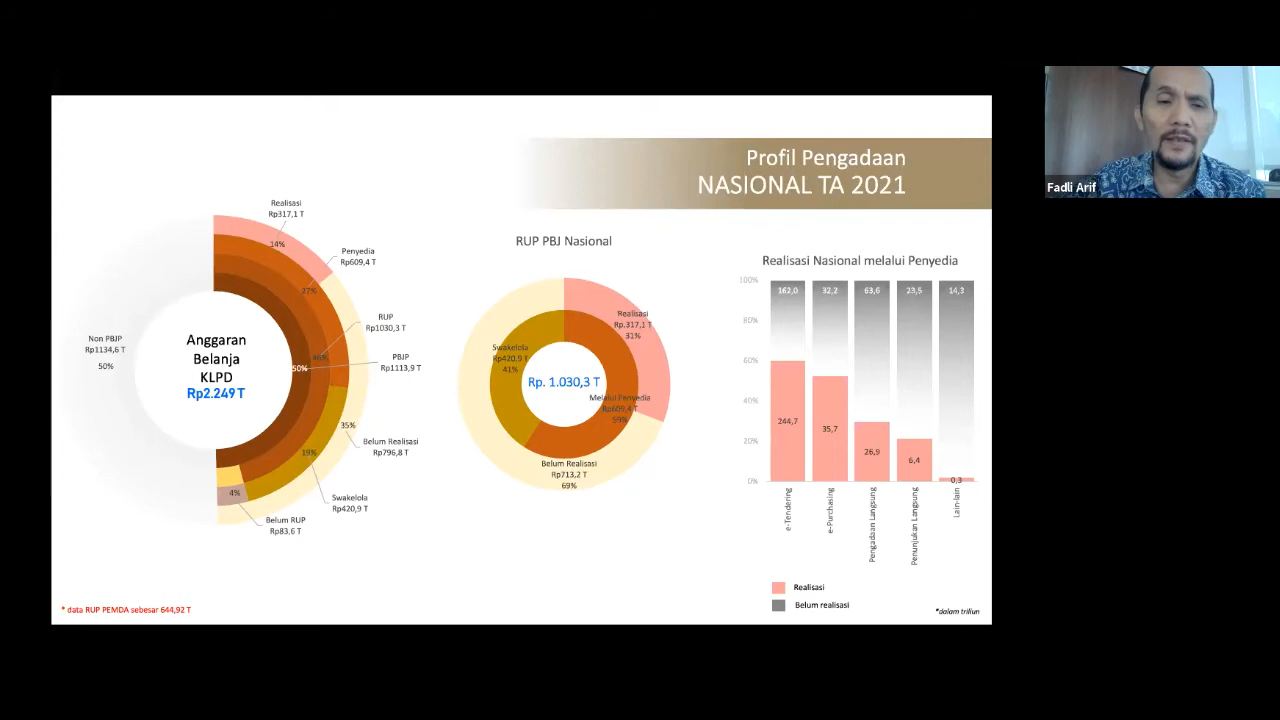 Profil Pengadaan
NASIONAL TA 2021
Fadli Arif
Realisasi
Rp317,1 T
14%
Penyedia
Rp609,4 T
27%
RUP
Rp1030,3 T
46%
PBJP
Rp1113,9 T
50%
Non PBJP
Rp1134,6 T
50%
Anggaran
Belanja
KLPD
Rp2.249 T
35%
Belum Realisasi
Rp796,8 T
19%
Swakelola
Rp420,9 T
4%
Belum RUP
Rp83,6 T
* data RUP PEMDA sebesar 644,92 T
RUP PBJ Nasional
Realisasi
Rp.317,1 T
31%
Swakelola
Rp420.9 T
41%
Rp. 1.030,3 T
Melalui Penyedia
Rp609,4 T
59%
Belum Realisasi
Rp713,2 T
69%
Realisasi Nasional melalui Penyedia
100%
80%
60%
40%
20%
0%
162,0
32,2
63,6
23,5
14,3
244,7
35,7
26,9
6,4
0,3
e-Tendering
e-Purchasing
Pengadaan Langsung
Penunjukan Langsung
Lain-lain
Realisasi
Belum realisasi
*dalam triliun